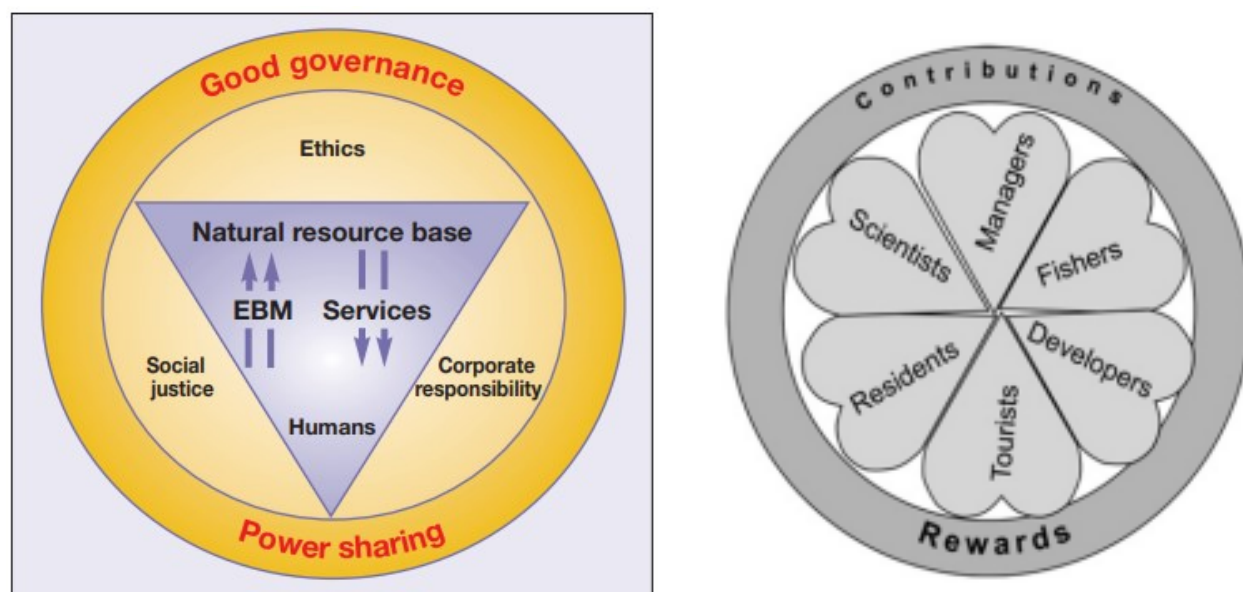 Good governance
Ethics
Natural resource base
EBM
Services
Social
justice
Corporate
responsibility
Humans
Power sharing
Contributions
Managers
Scientists
Fishers
Residents
Developers
Tourists
Rewards